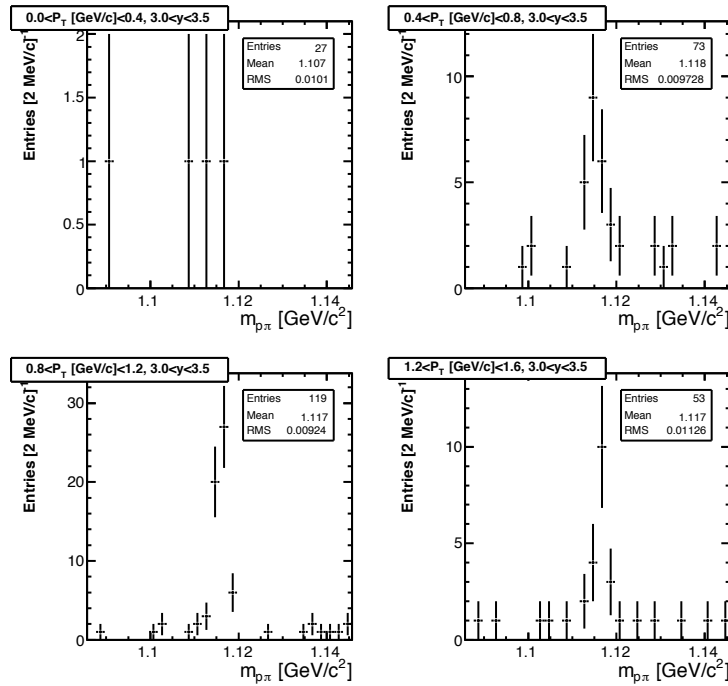 0.0<P_T [GeV/c]<0.4, 3.0<y<3.5
Entries 27
Mean 1.107
RMS 0.0101
Entries [2 MeV/c]^-1
2
1.5
1
0.5
0
1.1 1.12 1.14
m_pπ [GeV/c^2]
0.4<P_T [GeV/c]<0.8, 3.0<y<3.5
Entries 73
Mean 1.118
RMS 0.009728
Entries [2 MeV/c]^-1
10
5
0
1.1 1.12 1.14
m_pπ [GeV/c^2]
0.8<P_T [GeV/c]<1.2, 3.0<y<3.5
Entries 119
Mean 1.117
RMS 0.00924
Entries [2 MeV/c]^-1
30
20
10
0
1.1 1.12 1.14
m_pπ [GeV/c^2]
1.2<P_T [GeV/c]<1.6, 3.0<y<3.5
Entries 53
Mean 1.117
RMS 0.01126
Entries [2 MeV/c]^-1
10
5
0
1.1 1.12 1.14
m_pπ [GeV/c^2]